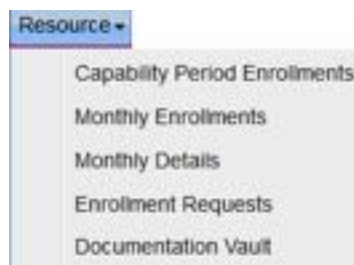 Resource
Capability Period Enrollments
Monthly Enrollments
Monthly Details
Enrollment Requests
Documentation Vault